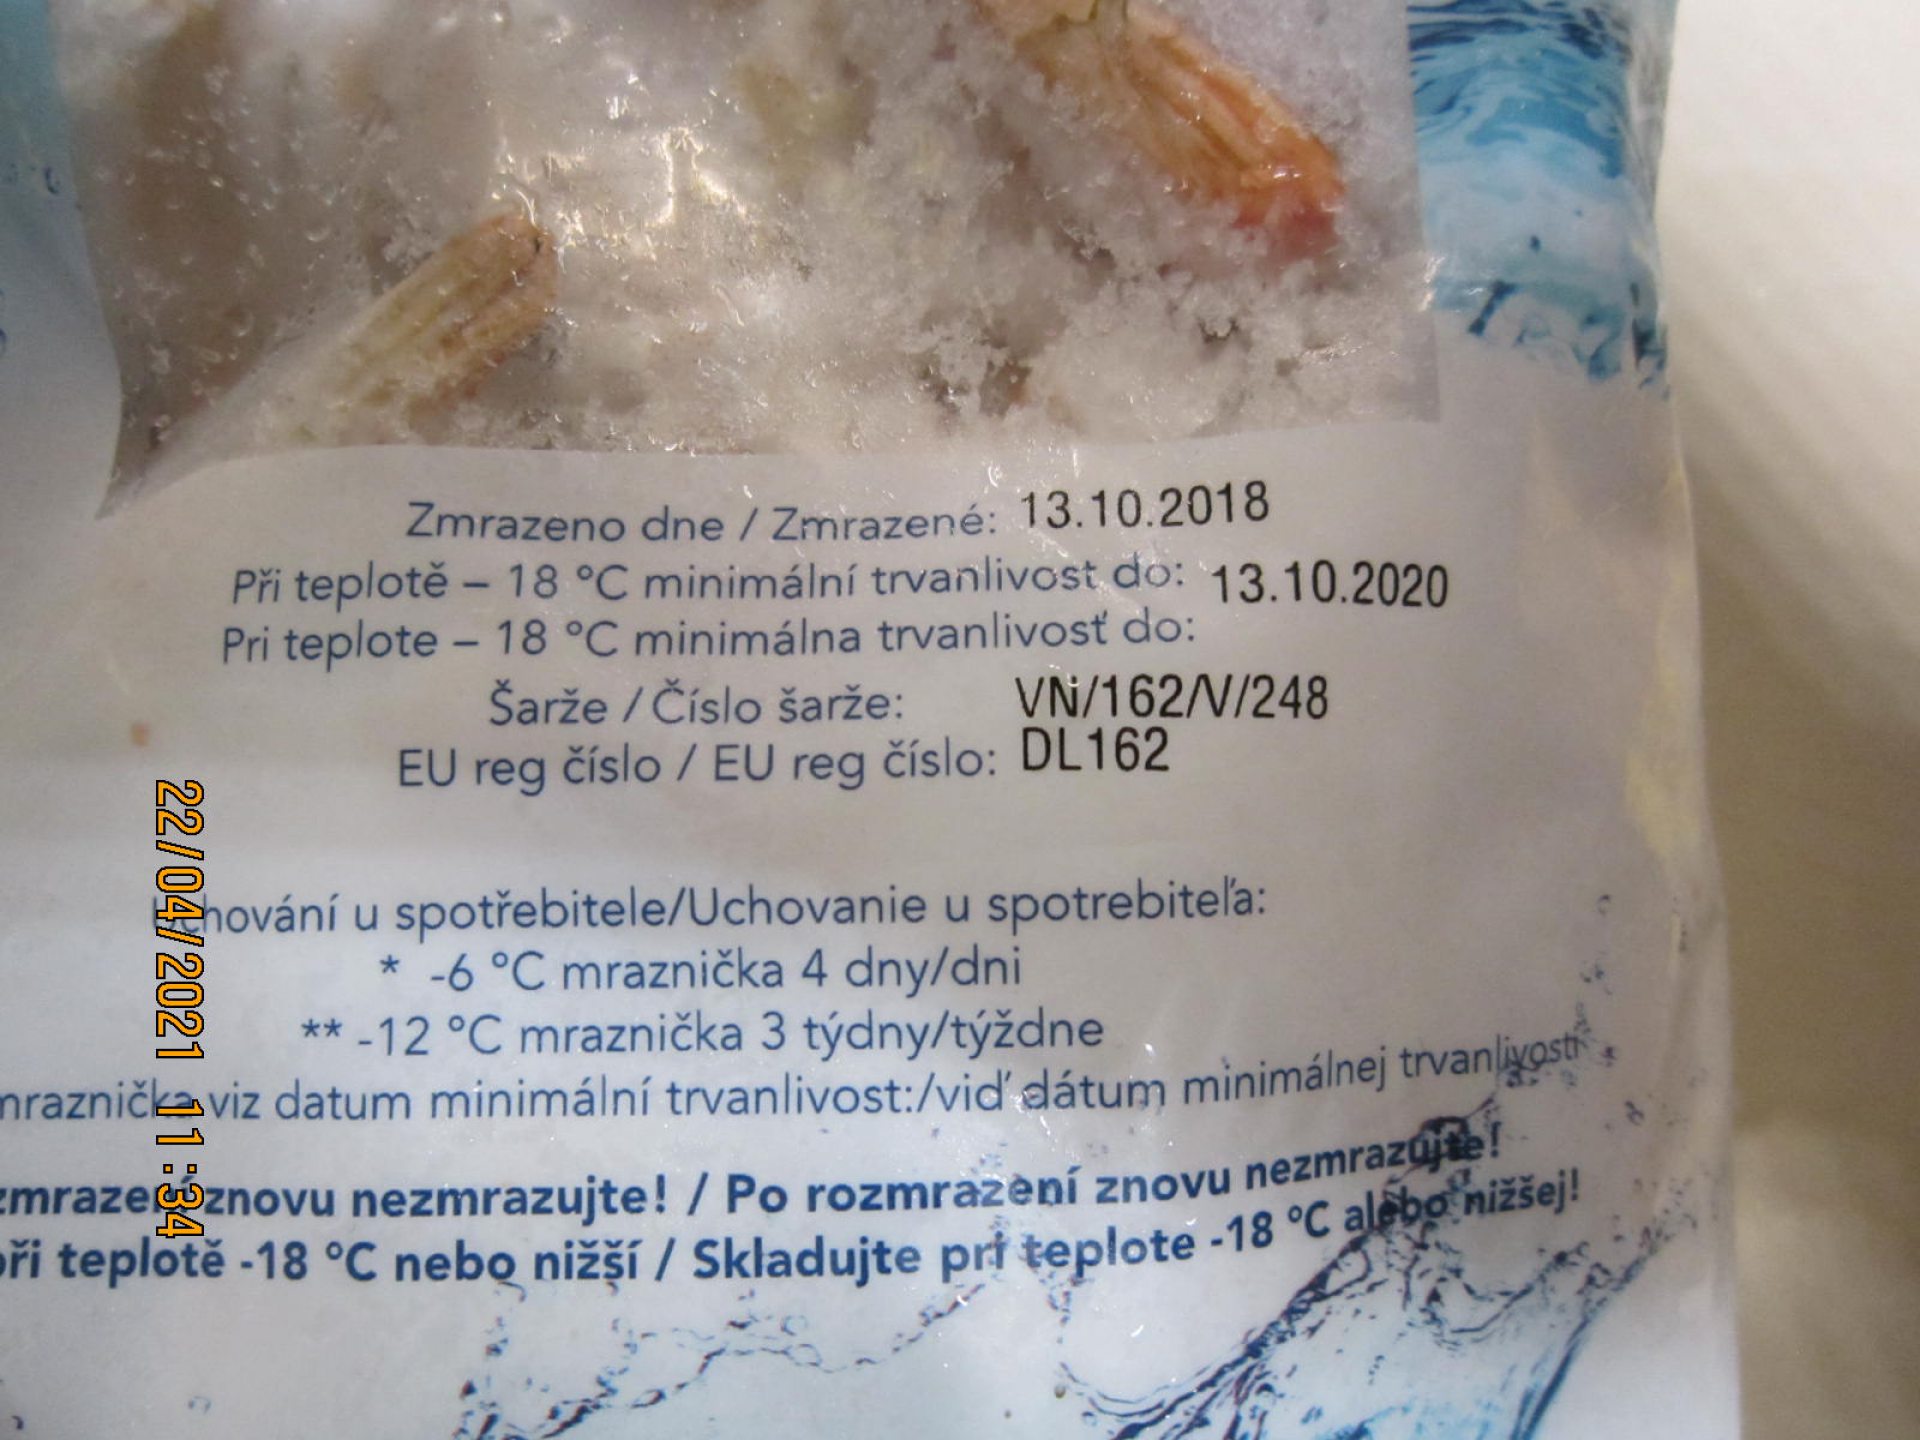 Zmrazeno dne / Zmrazené: 13.10.2018
Při teplotě – 18 °C minimální trvanlivost do: 13.10.2020
Pri teplote – 18 °C minimálna trvanlivosť do:
Šarže / Číslo šarže: VN/162/V/248
EU reg číslo / EU reg číslo: DL162
Uchování u spotřebitele/Uchovanie u spotrebiteľa:
* -6 °C mraznička 4 dny/dni
** -12 °C mraznička 3 týdny/týždne
mraznička viz datum minimální trvanlivost:/viď dátum minimálnej trvanlivosti
zmrazení znovu nezmrazujte! / Po rozmrazení znovu nezmrazujte!
při teplotě -18 °C nebo nižší / Skladujte pri teplote -18 °C alebo nižšej!
22/04/2021 11:34